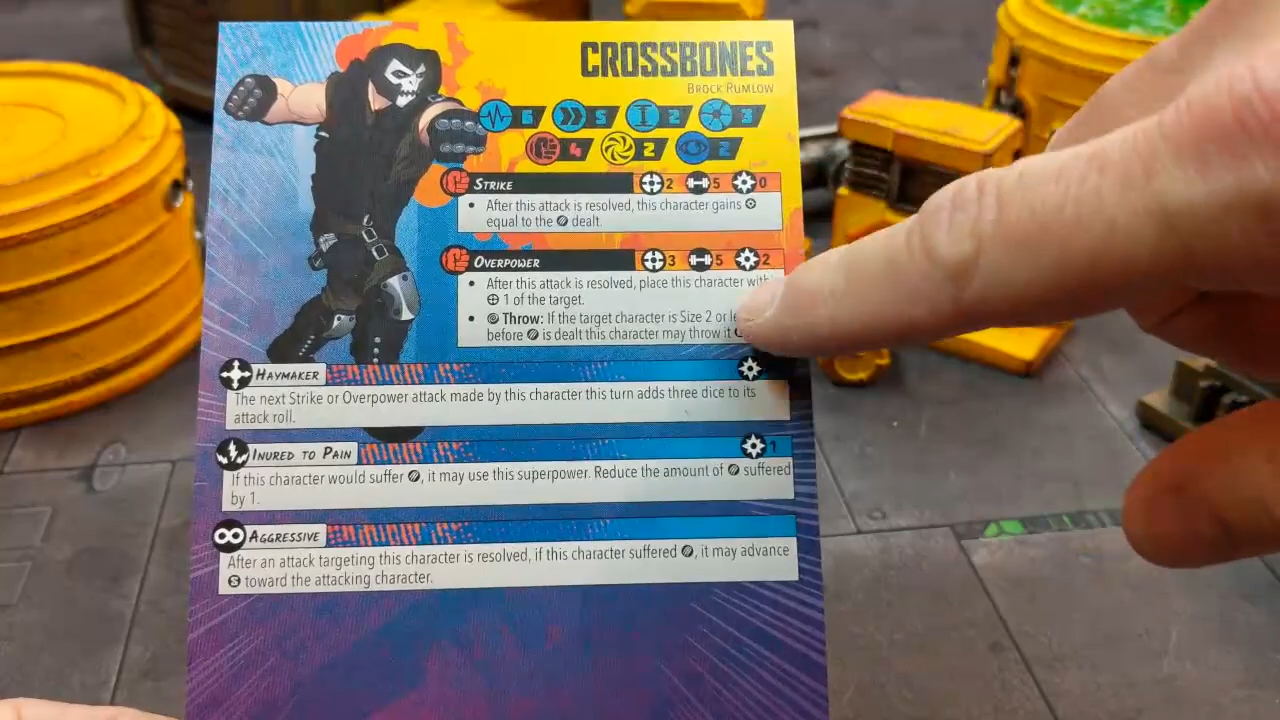 CROSSBONES
BROCK RUMLOW
6 5 2 3
4 2 2
STRIKE 2 5 0
• After this attack is resolved, this character gains
equal to the dealt.
OVERPOWER 3 5 2
• After this attack is resolved, place this character
1 of the target.
• Throw: If the target character is Size 2 or
before is dealt this character may throw it
HAYMAKER
The next Strike or Overpower attack made by this character this turn adds three dice to its
attack roll.
INURED TO PAIN 1
If this character would suffer , it may use this superpower. Reduce the amount of suffered
by 1.
AGGRESSIVE
After an attack targeting this character is resolved, if this character suffered , it may advance
S toward the attacking character.